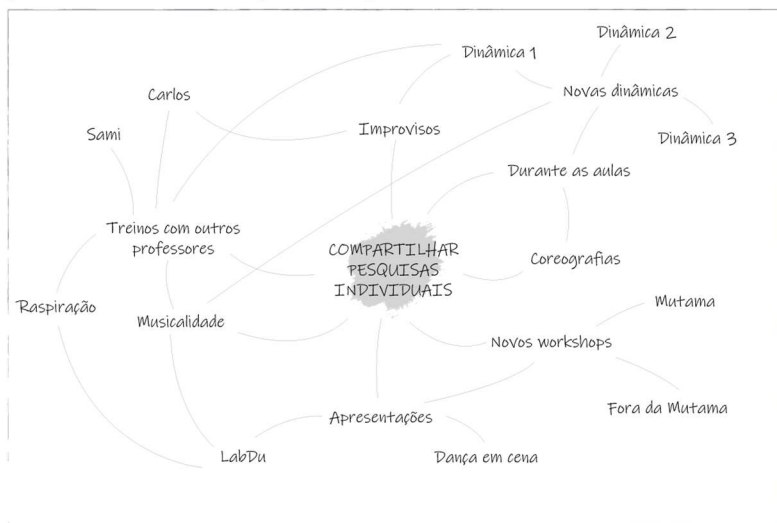 Dinâmica 2
Dinâmica 1
Carlos
Novas dinâmicas
Improvisos
Sami
Dinâmica 3
Durante as aulas
Treinos com outros
professores
COMPARTILHAR
PESQUISAS
INDIVIDUAIS
Coreografias
Raspiração
Mutama
Musicalidade
Novos workshops
Fora da Mutama
Apresentações
LabDu
Dança em cena